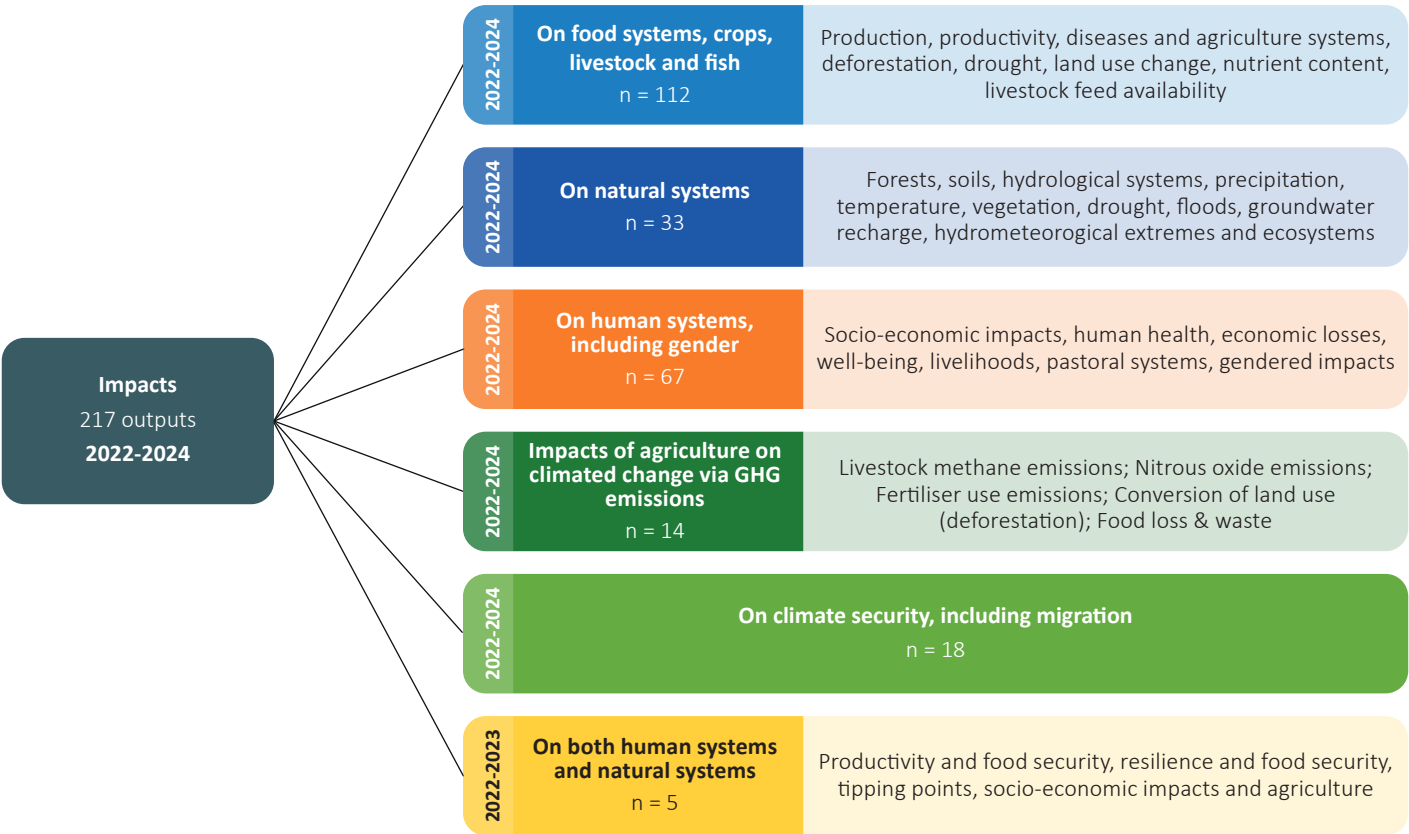 Impacts
217 outputs
2022-2024
2022-2024
On food systems, crops,
livestock and fish
n = 112
Production, productivity, diseases and agriculture systems,
deforestation, drought, land use change, nutrient content,
livestock feed availability
2022-2024
On natural systems
n = 33
Forests, soils, hydrological systems, precipitation,
temperature, vegetation, drought, floods, groundwater
recharge, hydrometeorogical extremes and ecosystems
2022-2024
On human systems,
including gender
n = 67
Socio-economic impacts, human health, economic losses,
well-being, livelihoods, pastoral systems, gendered impacts
2022-2024
Impacts of agriculture on
climated change via GHG
emissions
n = 14
Livestock methane emissions; Nitrous oxide emissions;
Fertiliser use emissions; Conversion of land use
(deforestation); Food loss & waste
2022-2024
On climate security, including migration
n = 18
2022-2023
On both human systems
and natural systems
n = 5
Productivity and food security, resilience and food security,
tipping points, socio-economic impacts and agriculture